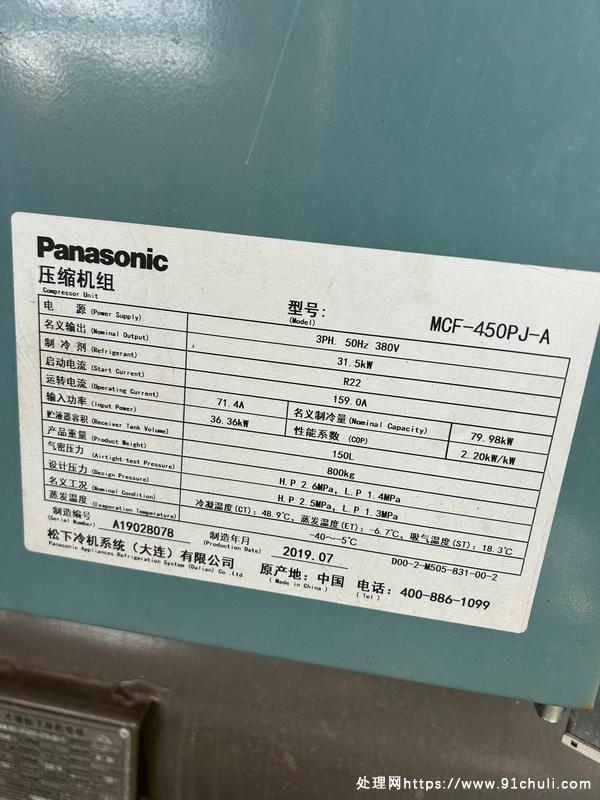 Panasonic
压缩机组
Compressor Unit
型号: MCF-450PJ-A
(Model)
电 源 (Power Supply) 3PH. 50Hz 380V
名义输出 (Nominal Output) 31.5kW
制冷剂 (Refrigerant) R22
启动电流 (Start Current) 159.0A
运转电流 (Operating Current) 71.4A 名义制冷量 (Nominal Capacity) 79.98kW
输入功率 (Input Power) 36.36kW 性能系数 (COP) 2.20kW/kW
贮液器容积 (Receiver Tank Volume) 150L
产品重量 (Product Weight) 800kg
气密压力 (Airtight-test Pressure) H.P 2.6MPa, L.P 1.4MPa
设计压力 (Design Pressure) H.P 2.5MPa, L.P 1.3MPa
名义工况 (Nominal Condition) 冷凝温度(CT): 48.9℃, 蒸发温度(ET): -6.7℃, 吸气温度(ST): 18.3℃
蒸发温度 (Evaporation Temperature) -40~-5℃
D00-2-M505-831-00-2
制造编号 A19028078 制造年月 2019.07
(Serial Number) (Production Date)
松下冷机系统(大连)有限公司 原产地: 中国 电话: 400-886-1099
Panasonic Appliances Refrigeration System (Dalian) Co.,Ltd. (Made in China) (Tel)
处理网https://www.91chuli.com